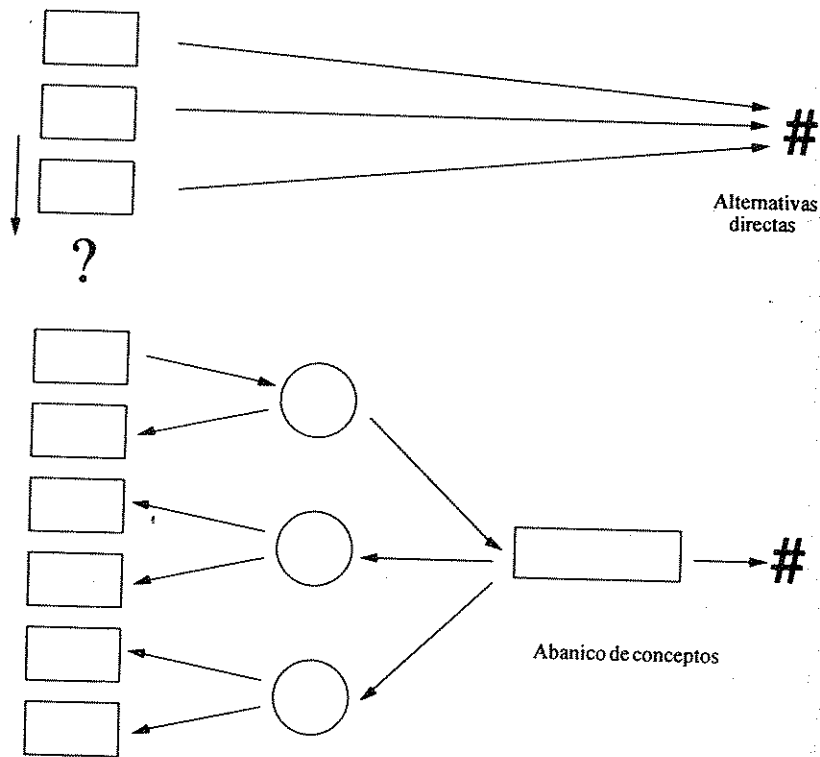 #
Alternativas
directas
?
#
Abanico de conceptos